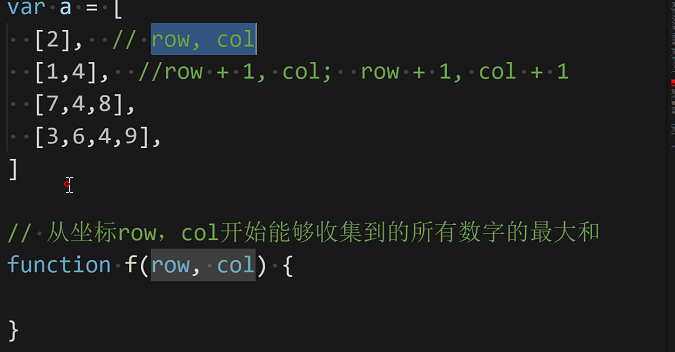 var a = [
[2], // row, col
[1,4], //row + 1, col; row + 1, col + 1
[7,4,8],
[3,6,4,9],
]
// 从坐标row，col开始能够收集到的所有数字的最大和
function f(row, col) {
}